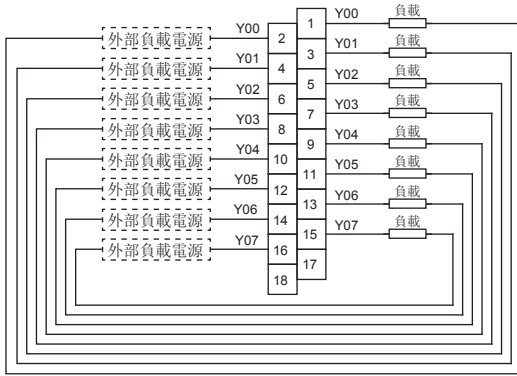 1 Y00 負載
外部負載電源 Y00 2
3 Y01 負載
外部負載電源 Y01 4
5 Y02 負載
外部負載電源 Y02 6
7 Y03 負載
外部負載電源 Y03 8
9 Y04 負載
外部負載電源 Y04 10
11 Y05 負載
外部負載電源 Y05 12
13 Y06 負載
外部負載電源 Y06 14
15 Y07 負載
外部負載電源 Y07 16
17
18